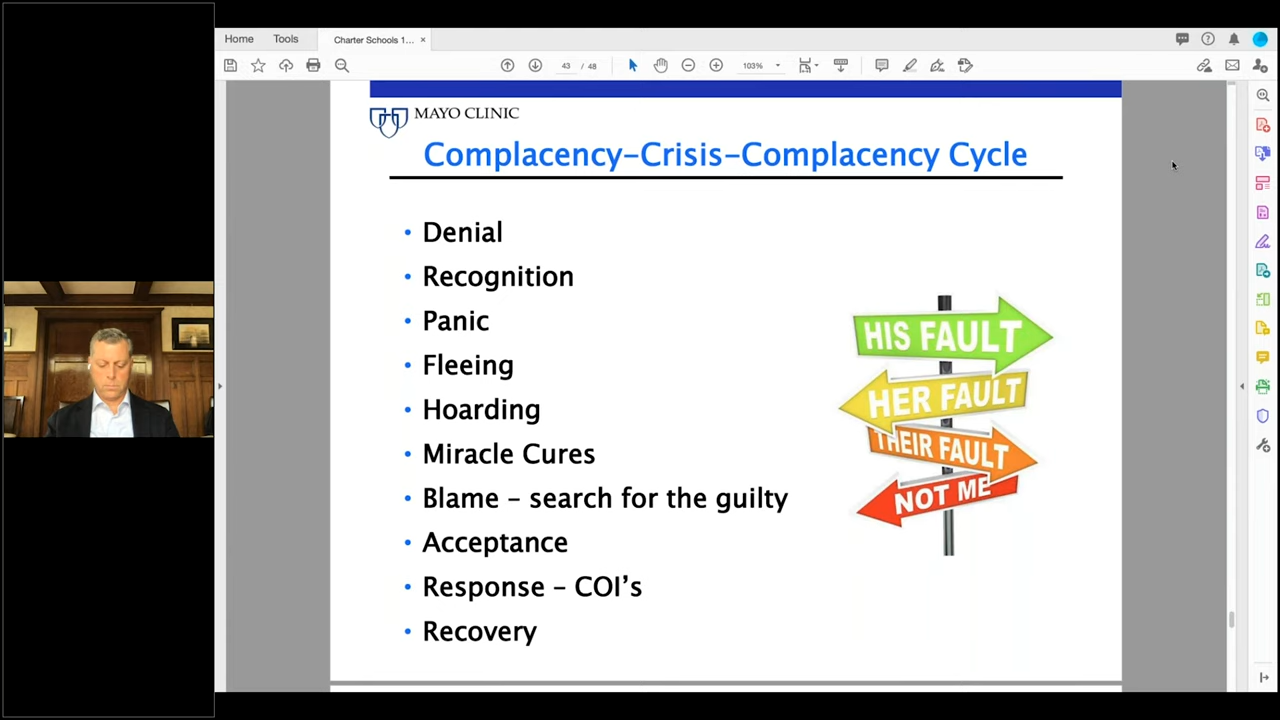 Home
Tools
Charter Schools 1... ×
43 / 48
103%
MAYO CLINIC
Complacency-Crisis-Complacency Cycle
• Denial
• Recognition
• Panic
• Fleeing
• Hoarding
• Miracle Cures
• Blame – search for the guilty
• Acceptance
• Response – COI’s
• Recovery
HIS FAULT
HER FAULT
THEIR FAULT
NOT ME